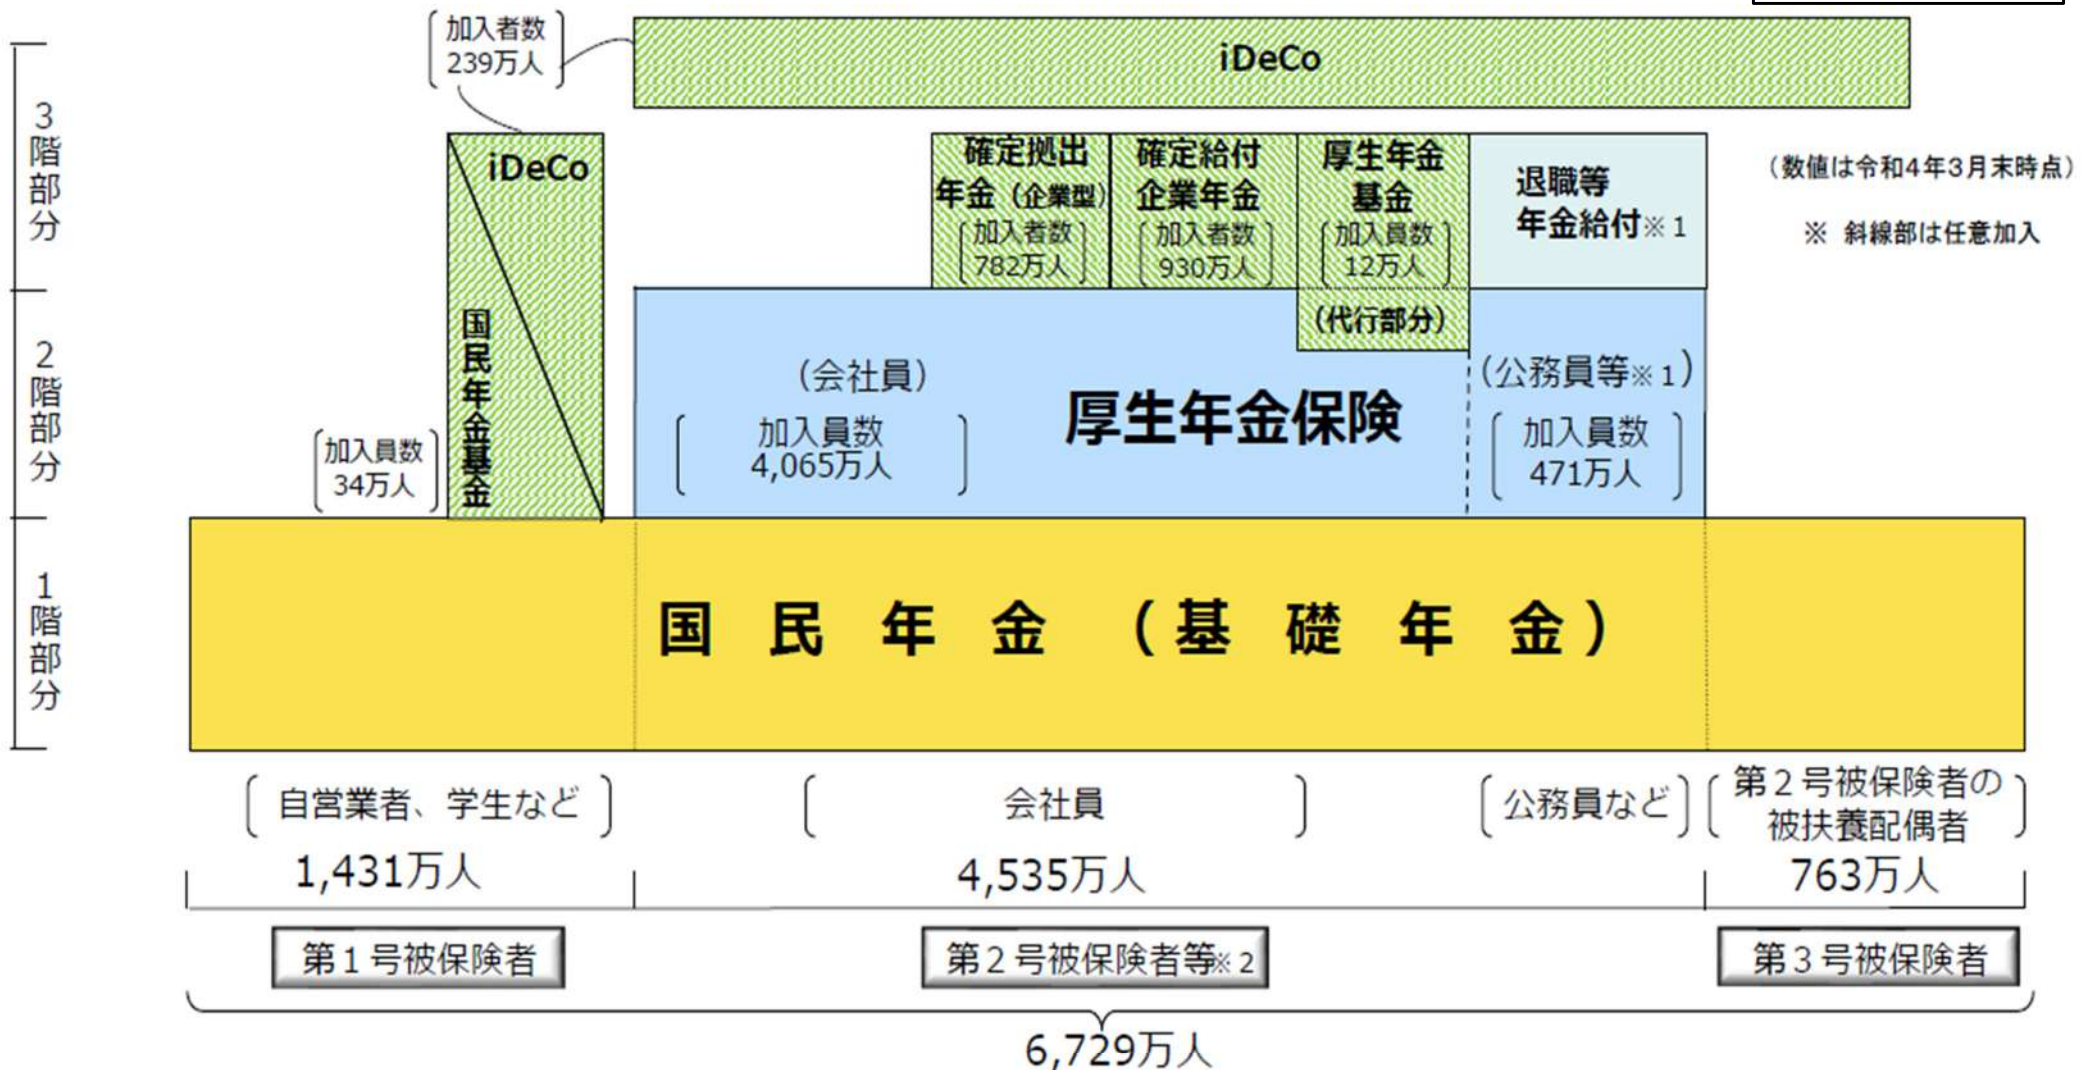 加入者数
239万人
iDeCo
3階部分
iDeCo
国民年金基金
確定拠出
年金（企業型）
加入者数
782万人
確定給付
企業年金
加入者数
930万人
厚生年金
基金
加入員数
12万人
（代行部分）
退職等
年金給付※1
（数値は令和4年3月末時点）
※ 斜線部は任意加入
2階部分
加入員数
34万人
（会社員）
加入員数
4,065万人
厚生年金保険
（公務員等※1）
加入員数
471万人
1階部分
国民年金（基礎年金）
自営業者、学生など
会社員
公務員など
第2号被保険者の
被扶養配偶者
1,431万人
4,535万人
763万人
第1号被保険者
第2号被保険者等※2
第3号被保険者
6,729万人